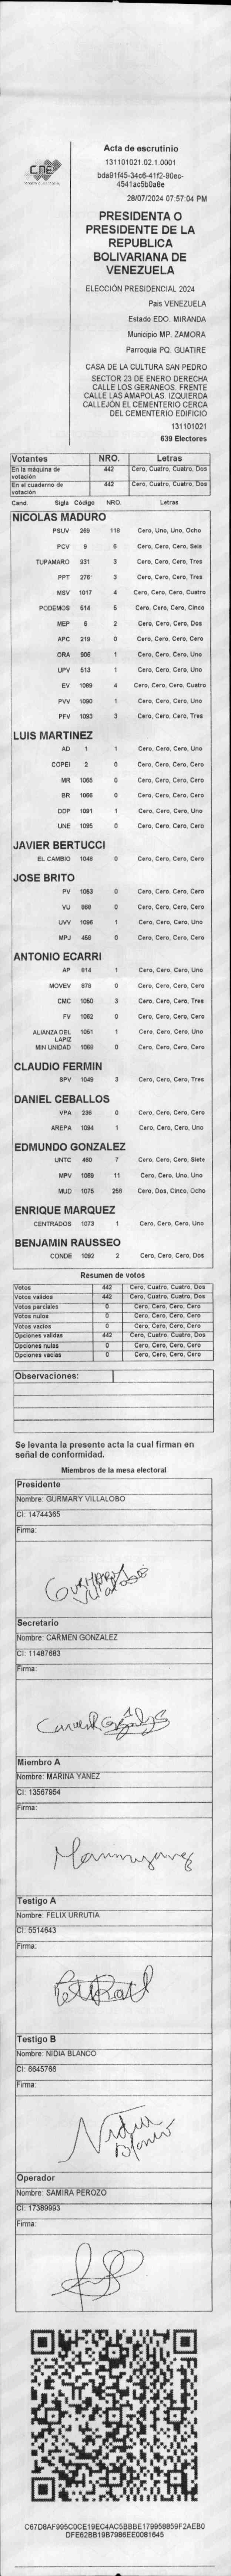 CNE
Acta de escrutinio
131101021.02.1.0001
bda91f45-34c6-41f2-90ec-
4541ac5b0a8e
28/07/2024 07:57:04 PM
PRESIDENTA O
PRESIDENTE DE LA
REPUBLICA
BOLIVARIANA DE
VENEZUELA
ELECCIÓN PRESIDENCIAL 2024
Pais VENEZUELA
Estado EDO. MIRANDA
Municipio MP. ZAMORA
Parroquia PQ. GUATIRE
CASA DE LA CULTURA SAN PEDRO
SECTOR 23 DE ENERO DERECHA
CALLE LOS GERANEOS. FRENTE
CALLE LAS AMAPOLAS. IZQUIERDA
CALLEJÓN EL CEMENTERIO CERCA
DEL CEMENTERIO EDIFICIO
131101021
639 Electores
Votantes NRO. Letras
En la máquina de votación 442 Cero, Cuatro, Cuatro, Dos
En el cuaderno de votación 442 Cero, Cuatro, Cuatro, Dos
Cand. Sigla Código NRO. Letras
NICOLAS MADURO
PSUV 269 118 Cero, Uno, Uno, Ocho
PCV 9 6 Cero, Cero, Cero, Seis
TUPAMARO 931 3 Cero, Cero, Cero, Tres
PPT 276 3 Cero, Cero, Cero, Tres
MSV 1017 4 Cero, Cero, Cero, Cuatro
PODEMOS 514 5 Cero, Cero, Cero, Cinco
MEP 6 2 Cero, Cero, Cero, Dos
APC 219 0 Cero, Cero, Cero, Cero
ORA 906 1 Cero, Cero, Cero, Uno
UPV 513 1 Cero, Cero, Cero, Uno
EV 1089 4 Cero, Cero, Cero, Cuatro
PVV 1090 1 Cero, Cero, Cero, Uno
PFV 1093 3 Cero, Cero, Cero, Tres
LUIS MARTINEZ
AD 1 1 Cero, Cero, Cero, Uno
COPEI 2 0 Cero, Cero, Cero, Cero
MR 1065 0 Cero, Cero, Cero, Cero
BR 1066 0 Cero, Cero, Cero, Cero
DDP 1091 1 Cero, Cero, Cero, Uno
UNE 1095 0 Cero, Cero, Cero, Cero
JAVIER BERTUCCI
EL CAMBIO 1048 0 Cero, Cero, Cero, Cero
JOSE BRITO
PV 1053 0 Cero, Cero, Cero, Cero
VU 868 0 Cero, Cero, Cero, Cero
UVV 1096 1 Cero, Cero, Cero, Uno
MPJ 459 0 Cero, Cero, Cero, Cero
ANTONIO ECARRI
AP 814 1 Cero, Cero, Cero, Uno
MOVEV 878 0 Cero, Cero, Cero, Cero
CMC 1050 3 Cero, Cero, Cero, Tres
FV 1052 0 Cero, Cero, Cero, Cero
ALIANZA DEL LAPIZ 1051 1 Cero, Cero, Cero, Uno
MIN UNIDAD 1068 0 Cero, Cero, Cero, Cero
CLAUDIO FERMIN
SPV 1049 3 Cero, Cero, Cero, Tres
DANIEL CEBALLOS
VPA 236 0 Cero, Cero, Cero, Cero
AREPA 1094 1 Cero, Cero, Cero, Uno
EDMUNDO GONZALEZ
UNTC 460 7 Cero, Cero, Cero, Siete
MPV 1069 11 Cero, Cero, Uno, Uno
MUD 1075 258 Cero, Dos, Cinco, Ocho
ENRIQUE MARQUEZ
CENTRADOS 1073 1 Cero, Cero, Cero, Uno
BENJAMIN RAUSSEO
CONDE 1092 2 Cero, Cero, Cero, Dos
Resumen de votos
Votos 442 Cero, Cuatro, Cuatro, Dos
Votos validos 442 Cero, Cuatro, Cuatro, Dos
Votos parciales 0 Cero, Cero, Cero, Cero
Votos nulos 0 Cero, Cero, Cero, Cero
Votos vacios 0 Cero, Cero, Cero, Cero
Opciones validas 442 Cero, Cuatro, Cuatro, Dos
Opciones nulas 0 Cero, Cero, Cero, Cero
Opciones vacias 0 Cero, Cero, Cero, Cero
Observaciones:
Se levanta la presente acta la cual firman en
señal de conformidad.
Miembros de la mesa electoral
Presidente
Nombre: GURMARY VILLALOBO
CI: 14744365
Firma:
Secretario
Nombre: CARMEN GONZALEZ
CI: 11487683
Firma:
Carmen González
Miembro A
Nombre: MARINA YANEZ
CI: 13567954
Firma:
Testigo A
Nombre: FELIX URRUTIA
CI: 5514643
Firma:
Testigo B
Nombre: NIDIA BLANCO
CI: 6645766
Firma:
Nidia
Blanco
Operador
Nombre: SAMIRA PEROZO
CI: 17389993
Firma:
C67D8AF995C0CE19EC4AC5BBBE179958859F2AEB0
DFE62BB19B7986EE0081645